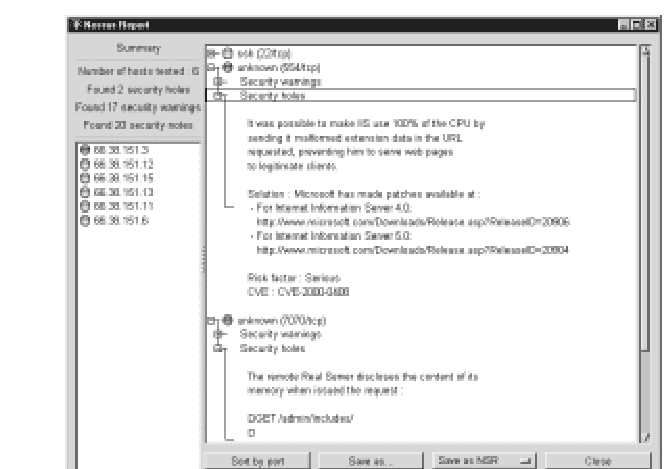 Nessus Report
Summary
Number of hosts tested : 6
Found 2 security holes
Found 17 security warnings
Found 20 security notes
66.38.151.3
66.38.151.12
66.38.151.15
66.38.151.13
66.38.151.11
66.38.151.6
ssh (22/tcp)
unknown (554/tcp)
Security warnings
Security holes
It was possible to make IIS use 100% of the CPU by
sending it malformed extension data in the URL
requested, preventing him to serve web pages
to legitimate clients.
Solution : Microsoft has made patches available at :
- For Internet Information Server 4.0:
http://www.microsoft.com/Downloads/Release.asp?ReleaseID=20906
- For Internet Information Server 5.0:
http://www.microsoft.com/Downloads/Release.asp?ReleaseID=20904
Risk factor : Serious
CVE : CVE-2000-0408
unknown (7070/tcp)
Security warnings
Security holes
The remote Real Server discloses the content of its
memory when issued the request :
DGET /admin/includes/
D
Sort by port
Save as...
Save as NSR
Close